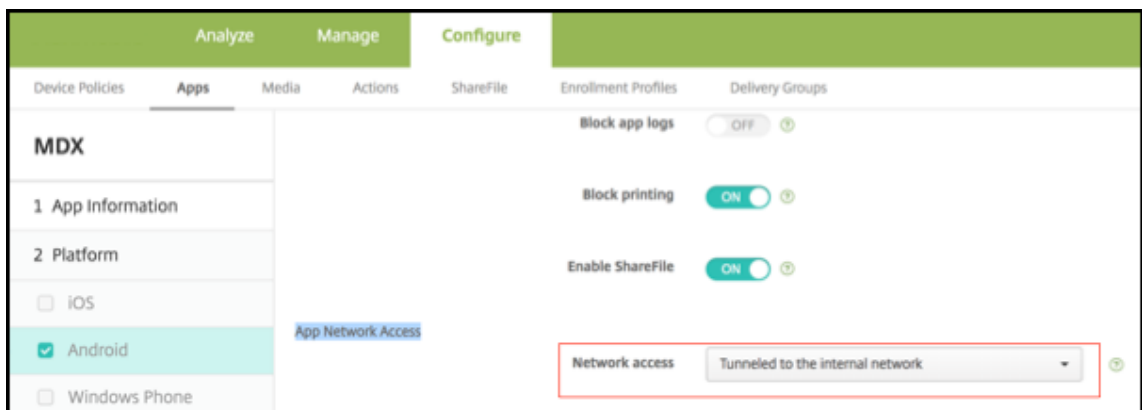 Analyze Manage Configure
Device Policies Apps Media Actions ShareFile Enrollment Profiles Delivery Groups
MDX
1 App Information
2 Platform
iOS
Android
Windows Phone
App Network Access
Block app logs OFF
Block printing ON
Enable ShareFile ON
Network access Tunneled to the internal network